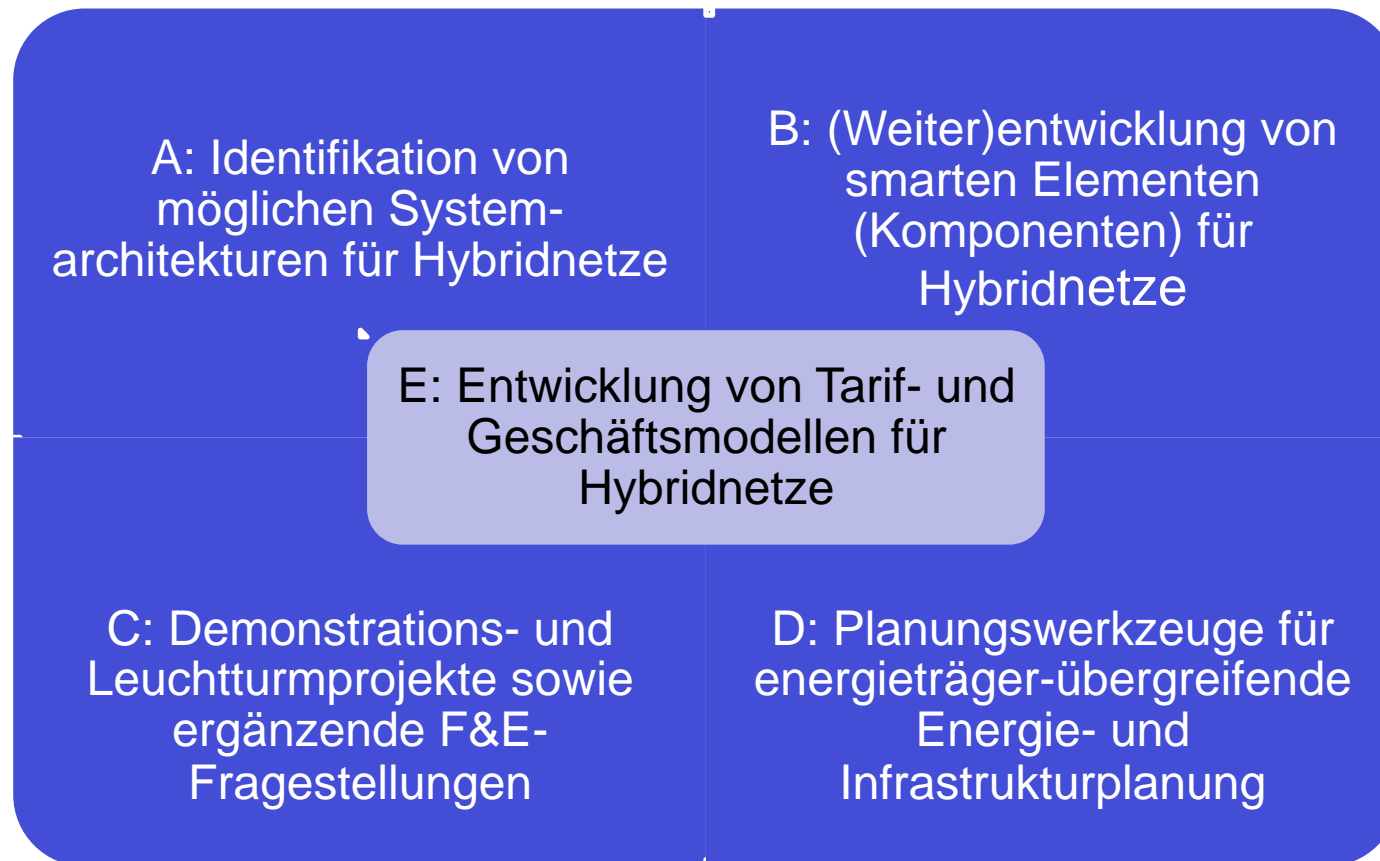 A: Identifikation von
möglichen System-
architekturen für Hybridnetze
B: (Weiter)entwicklung von
smarten Elementen
(Komponenten) für
Hybridnetze
E: Entwicklung von Tarif- und
Geschäftsmodellen für
Hybridnetze
C: Demonstrations- und
Leuchtturmprojekte sowie
ergänzende F&E-
Fragestellungen
D: Planungswerkzeuge für
energieträger-übergreifende
Energie- und
Infrastrukturplanung